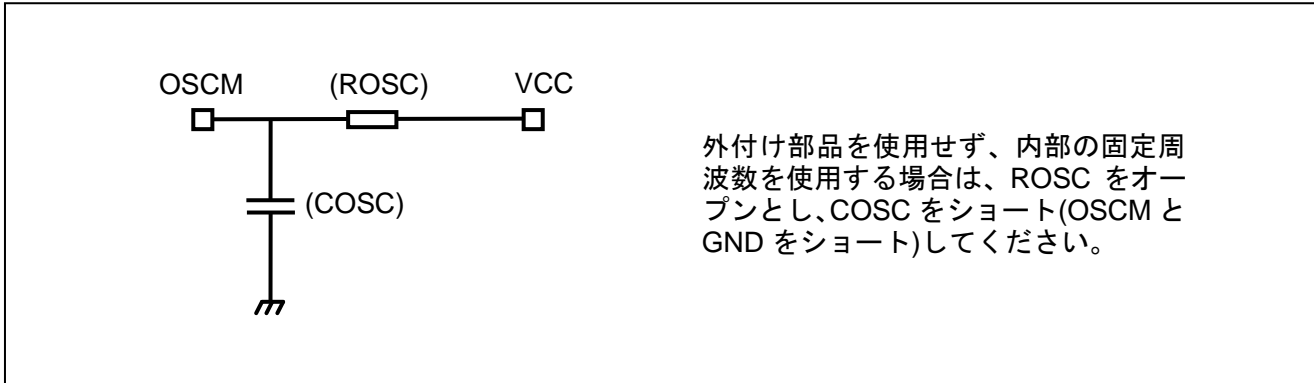 OSCM (ROSC) VCC
(COSC)
外付け部品を使用せず、内部の固定周
波数を使用する場合は、ROSC をオー
プンとし、COSC をショート(OSCM と
GND をショート)してください。